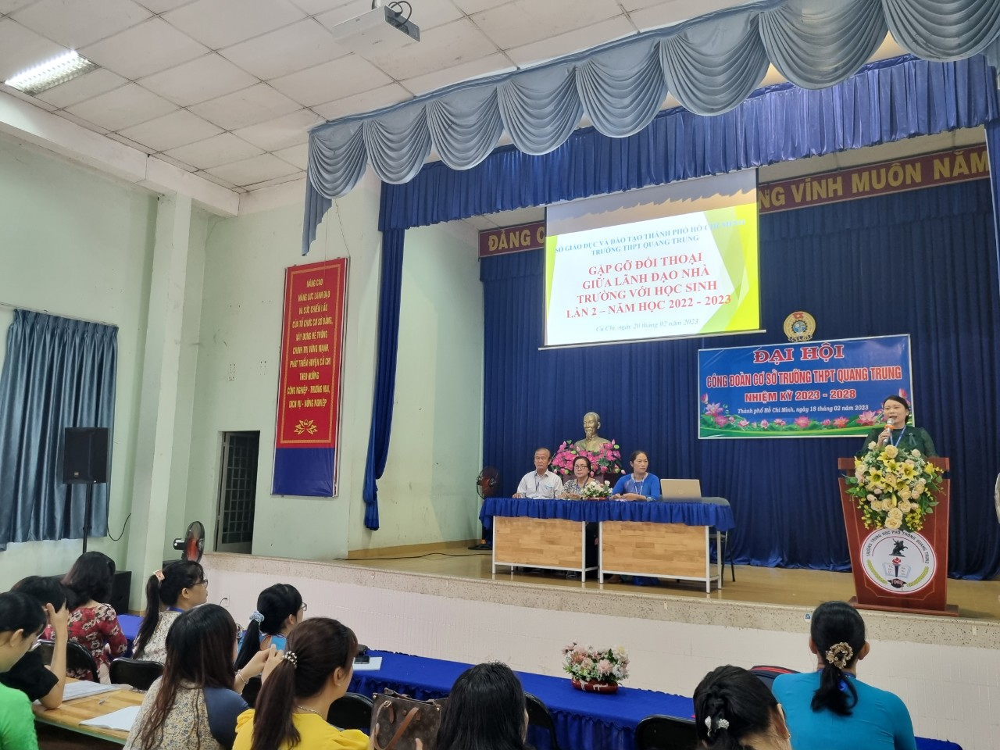 ĐẢNG C
NG VINH MUÔN NĂM
SỞ GIÁO DỤC VÀ ĐÀO TẠO THÀNH PHỐ HỒ CHÍ MINH
TRƯỜNG THPT QUANG TRUNG
GẶP GỠ ĐỐI THOẠI
GIỮA LÃNH ĐẠO NHÀ
TRƯỜNG VỚI HỌC SINH
LẦN 2 – NĂM HỌC 2022 - 2023
Củ Chi, ngày 20 tháng 02 năm 2023
NÂNG CAO
NĂNG LỰC LÃNH ĐẠO
VÀ SỨC CHIẾN ĐẤU
CỦA TỔ CHỨC CƠ SỞ ĐẢNG,
XÂY DỰNG HỆ THỐNG
CHÍNH TRỊ VỮNG MẠNH,
PHÁT TRIỂN HUYỆN CỦ CHI
THEO HƯỚNG
CÔNG NGHIỆP - THƯƠNG MẠI,
DỊCH VỤ - NÔNG NGHIỆP
ĐẠI HỘI
CÔNG ĐOÀN CƠ SỞ TRƯỜNG THPT QUANG TRUNG
NHIỆM KỲ 2023 - 2028
Thành phố Hồ Chí Minh, ngày 18 tháng 02 năm 2023
TRƯỜNG TRUNG HỌC PHỔ THÔNG QUANG TRUNG